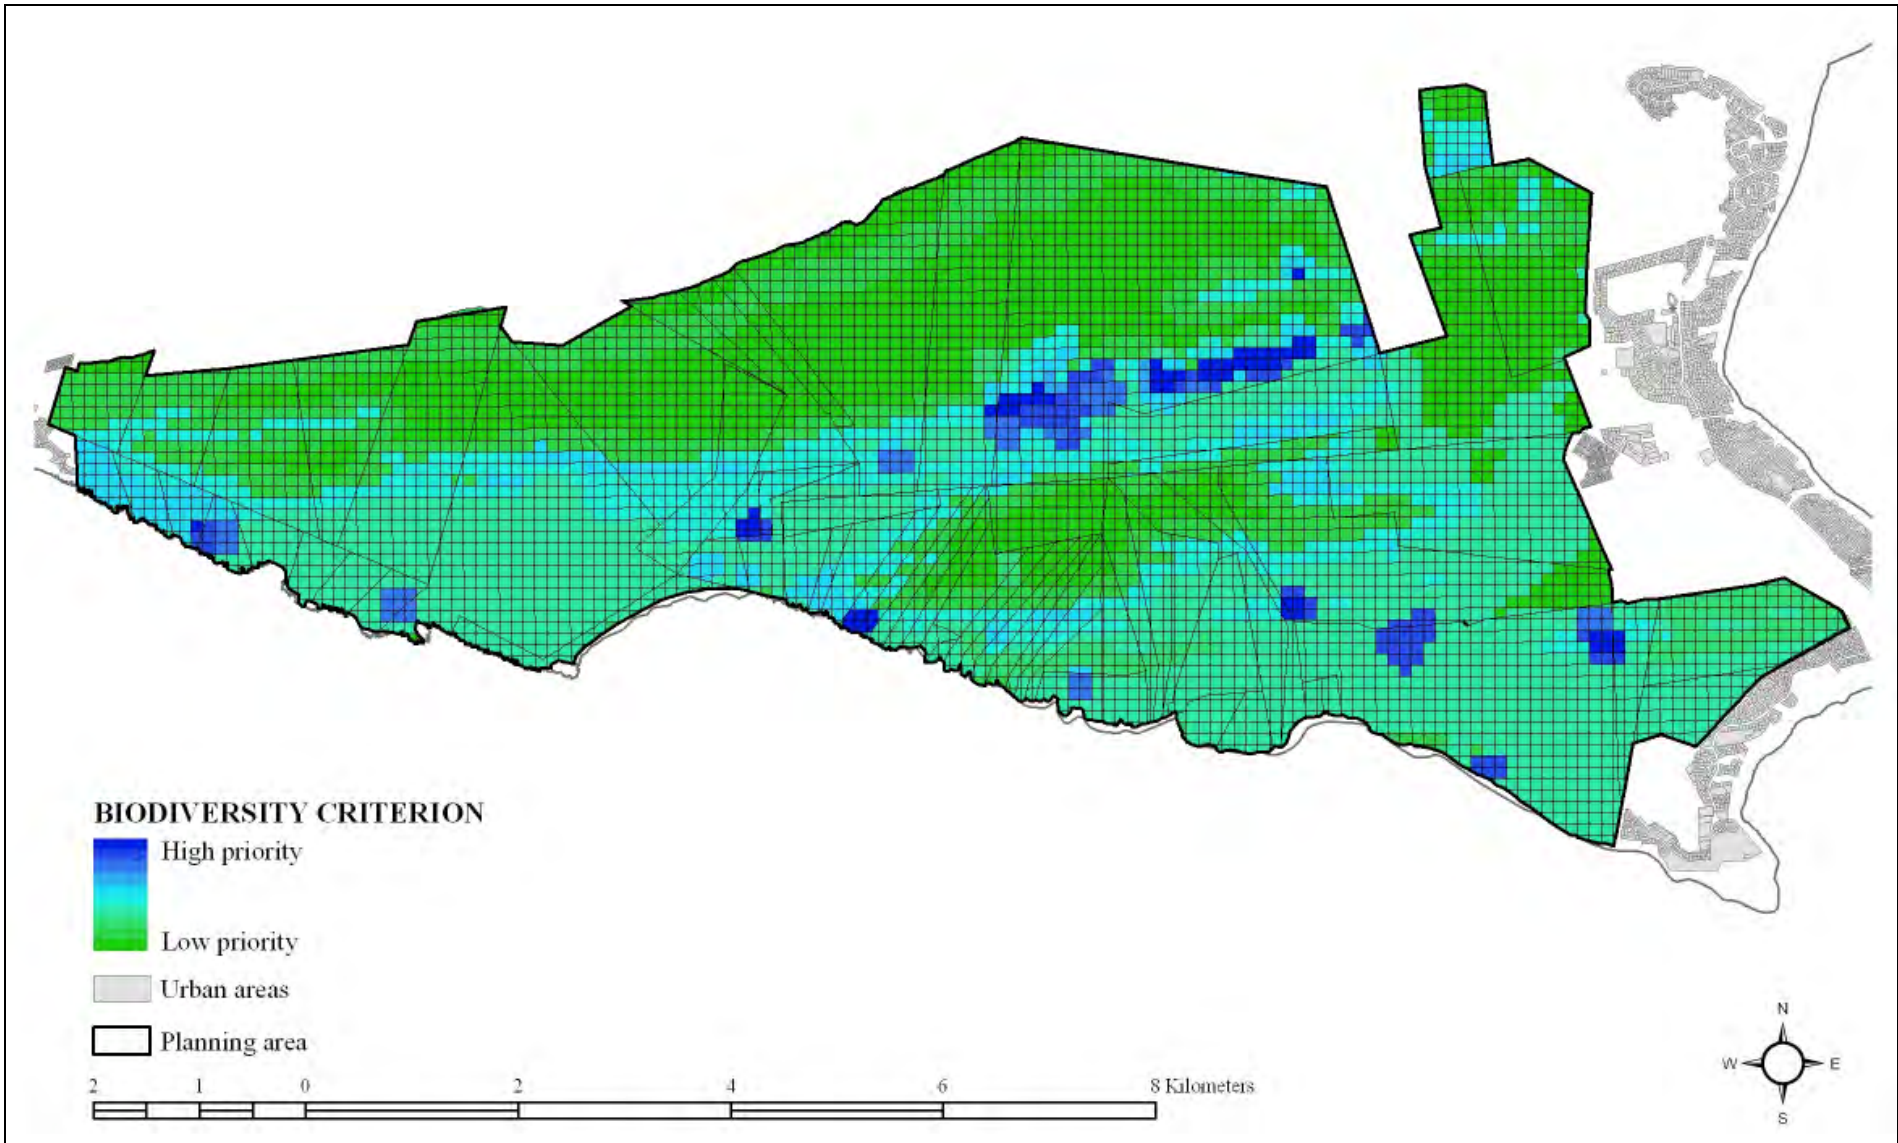 BIODIVERSITY CRITERION
High priority
Low priority
Urban areas
Planning area
2 1 0 2 4 6 8 Kilometers
N
W E
S